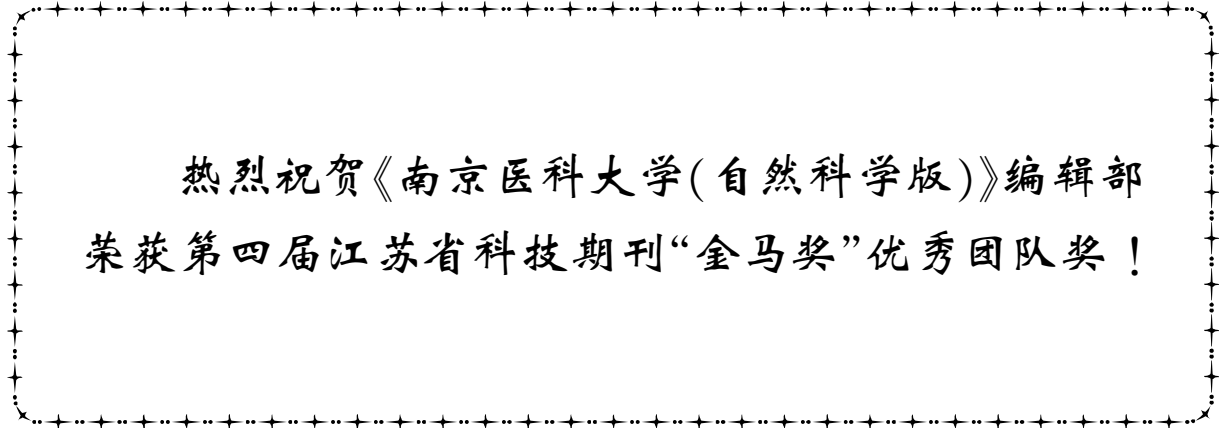 热烈祝贺《南京医科大学(自然科学版)》编辑部
荣获第四届江苏省科技期刊“金马奖”优秀团队奖！